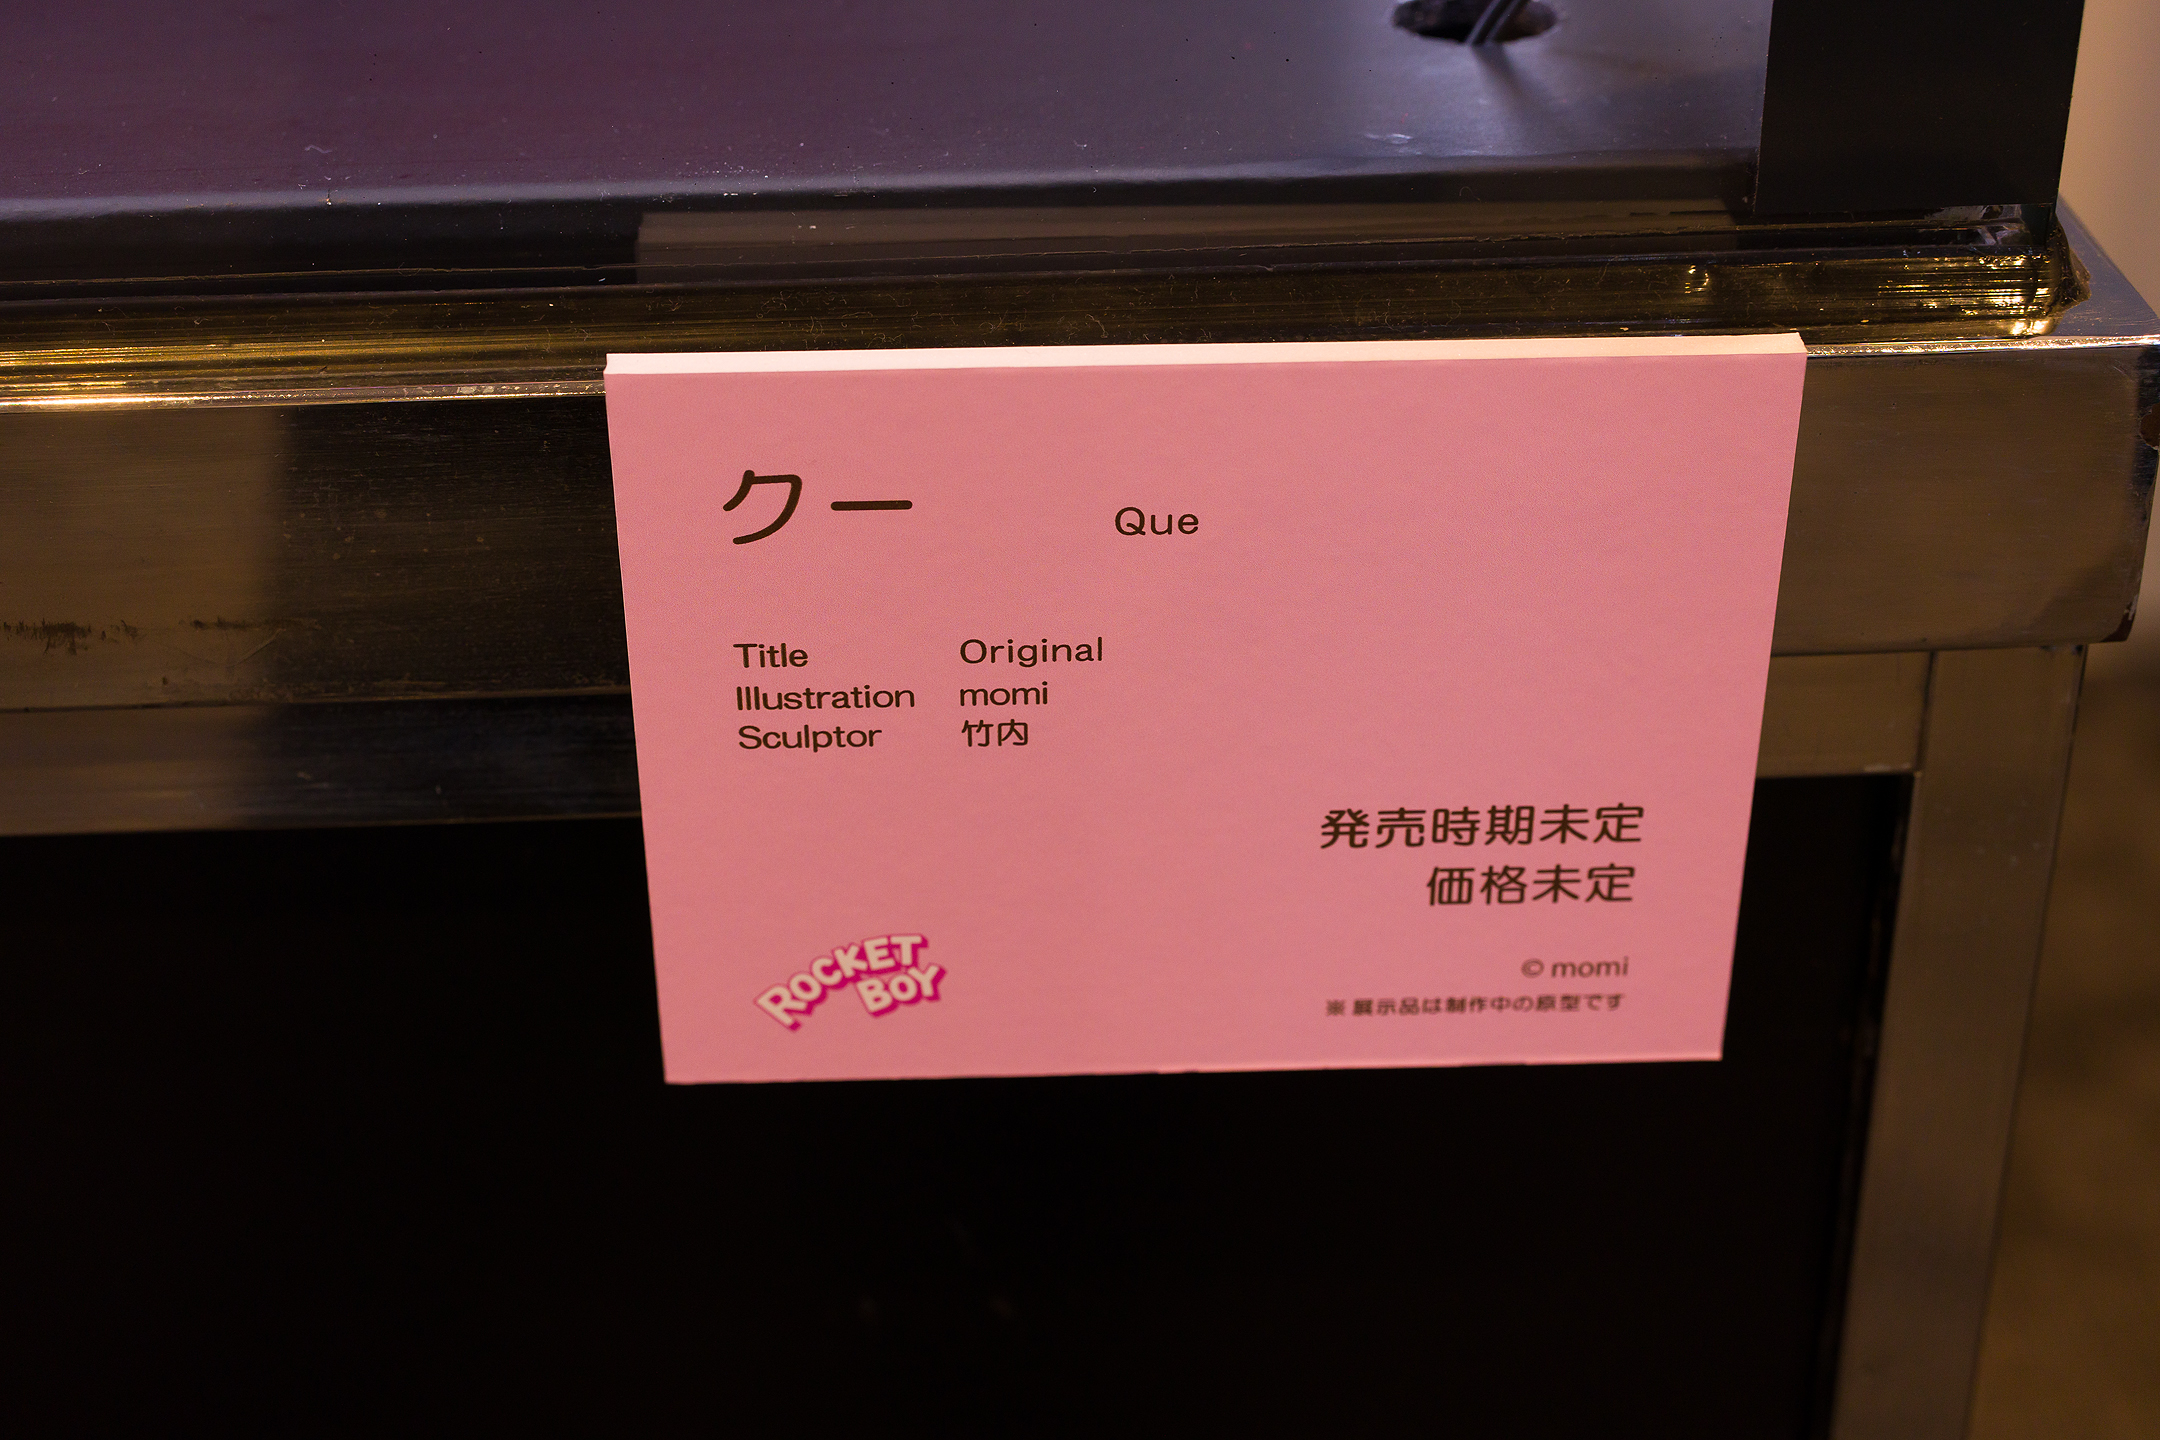 クー Que
Title Original
Illustration momi
Sculptor 竹内
発売時期未定
価格未定
ROCKET
BOY
© momi
※ 展示品は制作中の原型です